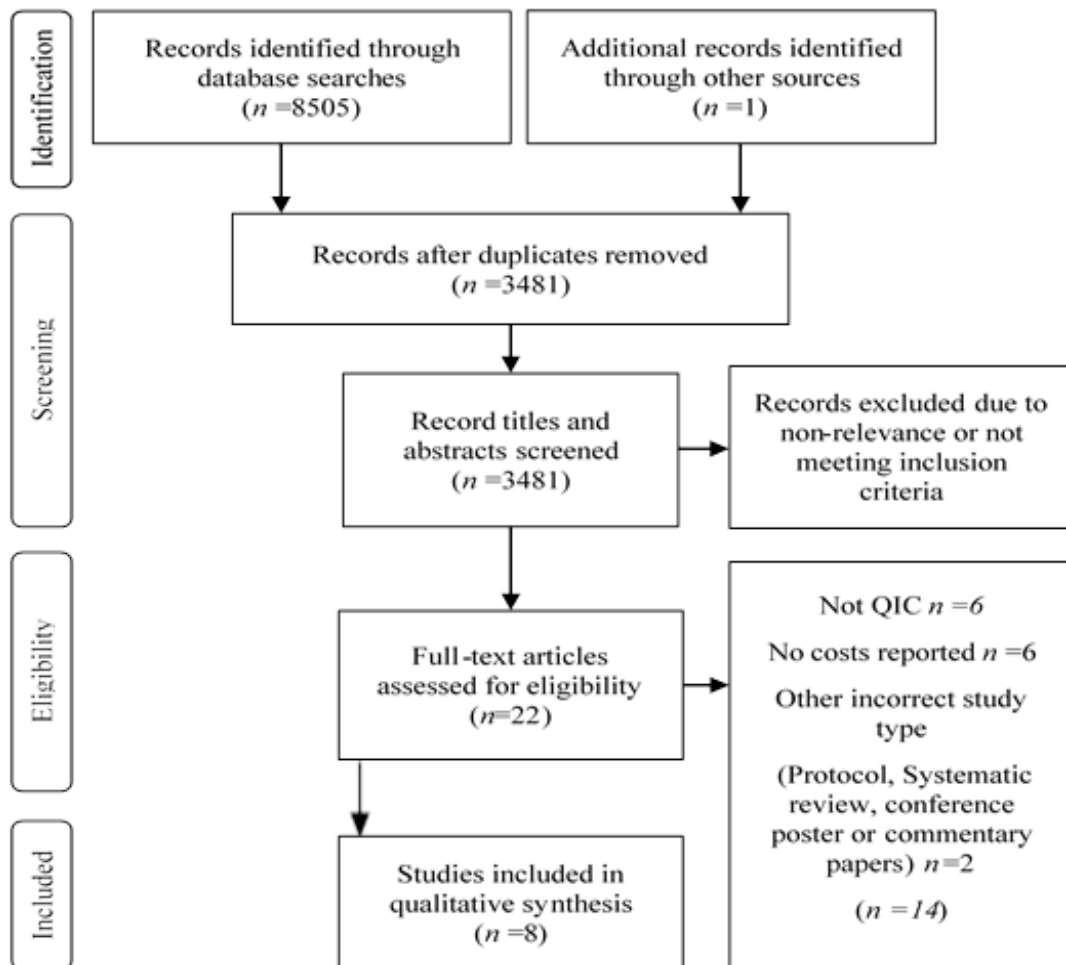 Identification
Records identified through
database searches
(n =8505)
Additional records identified
through other sources
(n =1)
Screening
Records after duplicates removed
(n =3481)
Record titles and
abstracts screened
(n =3481)
Records excluded due to
non-relevance or not
meeting inclusion
criteria
Eligibility
Full-text articles
assessed for eligibility
(n=22)
Not QIC n =6
No costs reported n =6
Other incorrect study
type
(Protocol, Systematic
review, conference
poster or commentary
papers) n=2
(n =14)
Included
Studies included in
qualitative synthesis
(n =8)